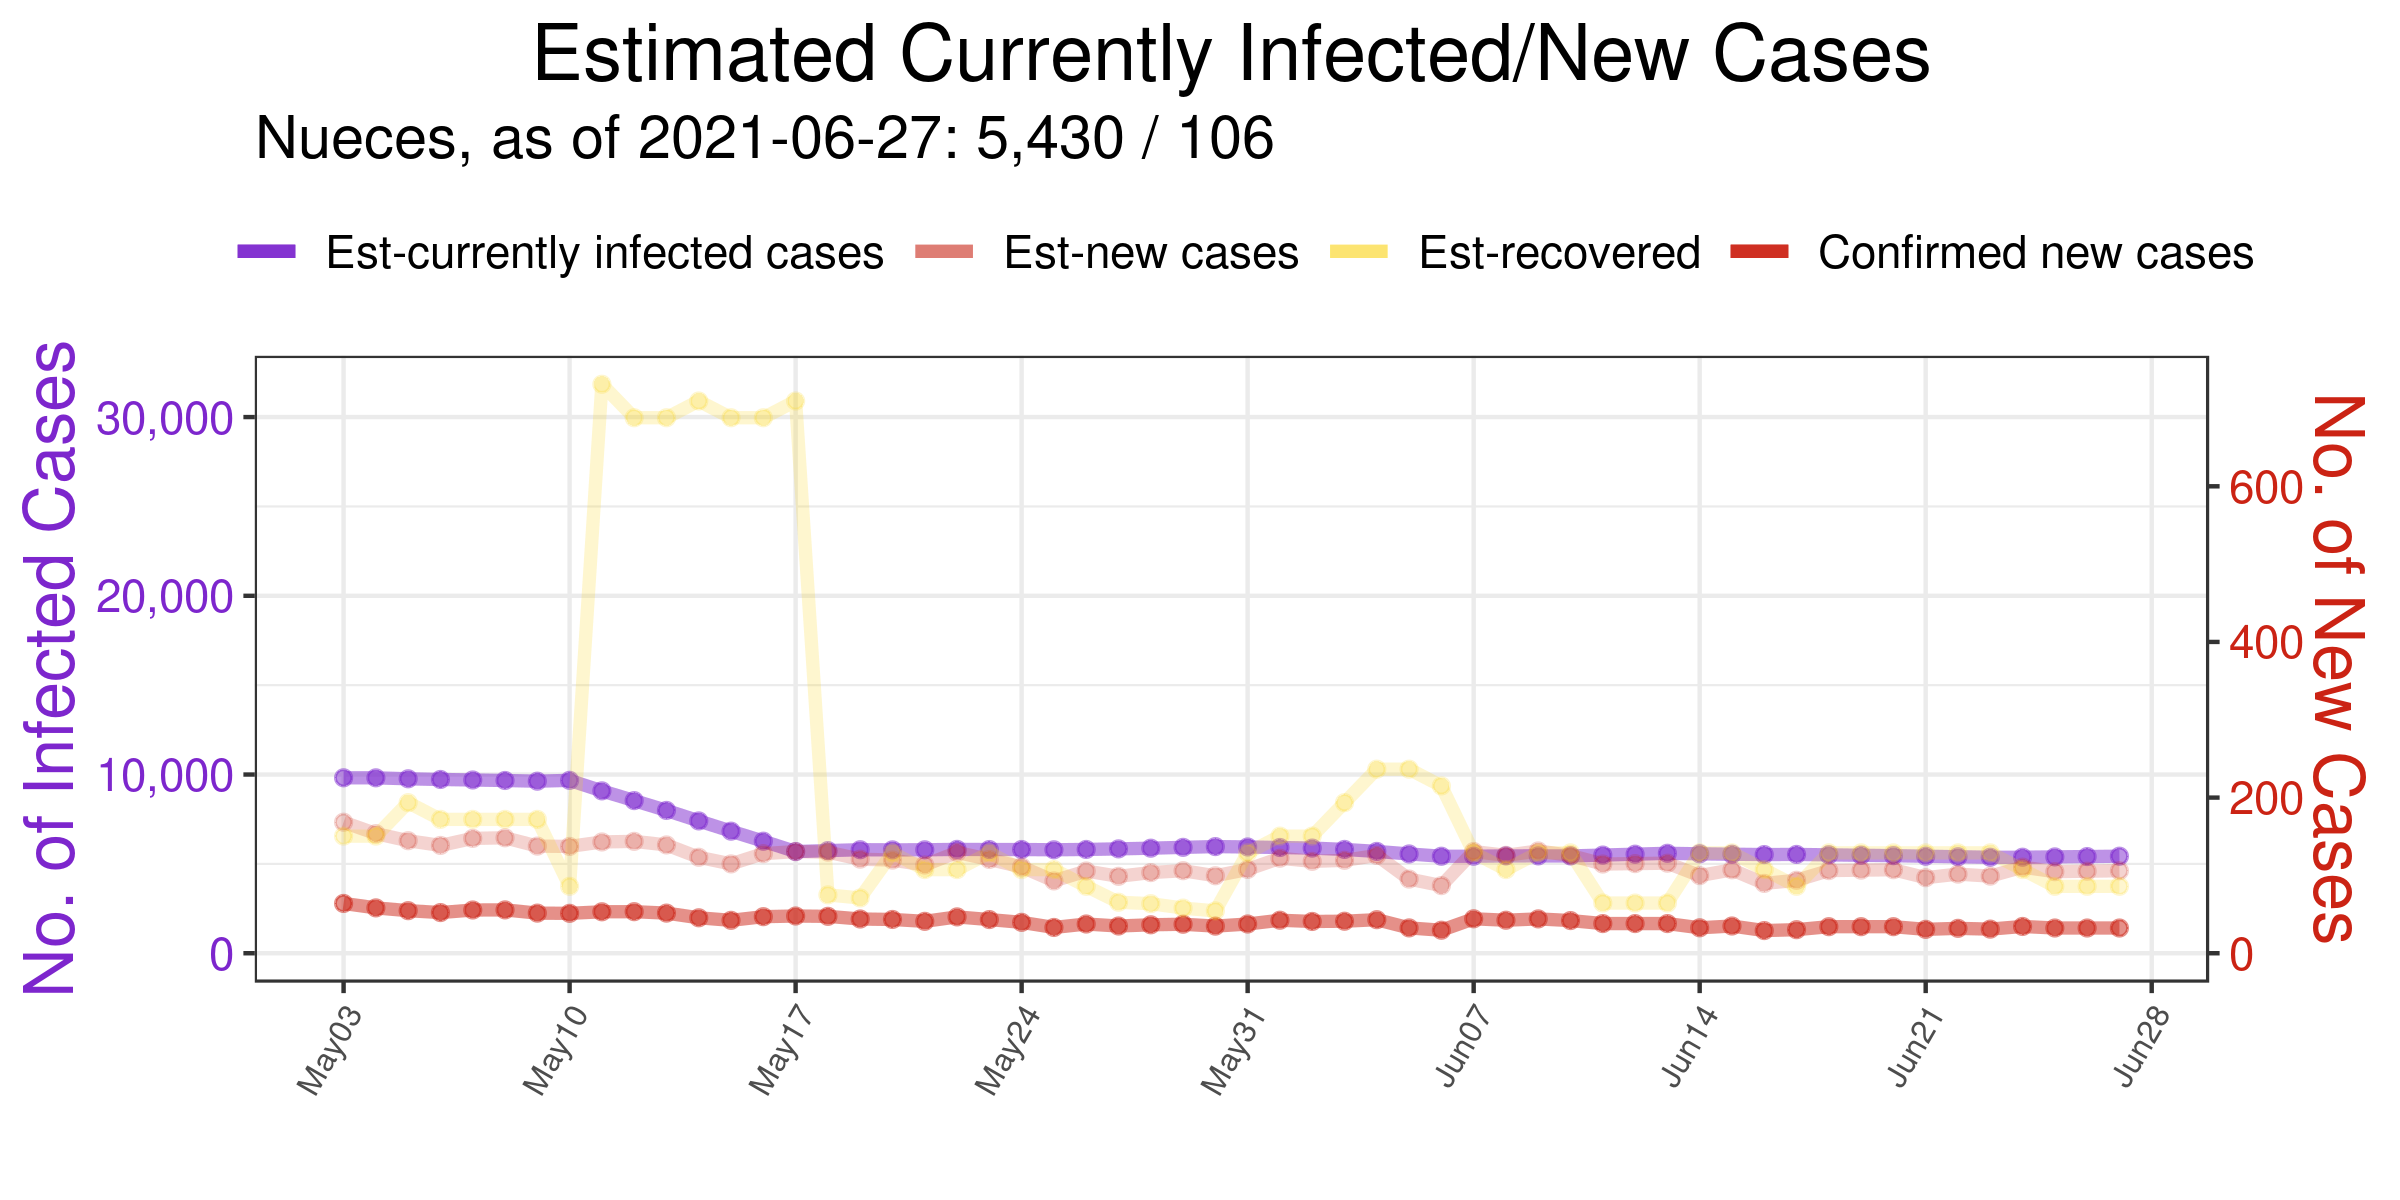 Estimated Currently Infected/New Cases
Nueces, as of 2021-06-27: 5,430 / 106
Est-currently infected cases
Est-new cases
Est-recovered
Confirmed new cases
No. of Infected Cases
30,000
20,000
10,000
0
No. of New Cases
600
400
200
0
May03
May10
May17
May24
May31
Jun07
Jun14
Jun21
Jun28